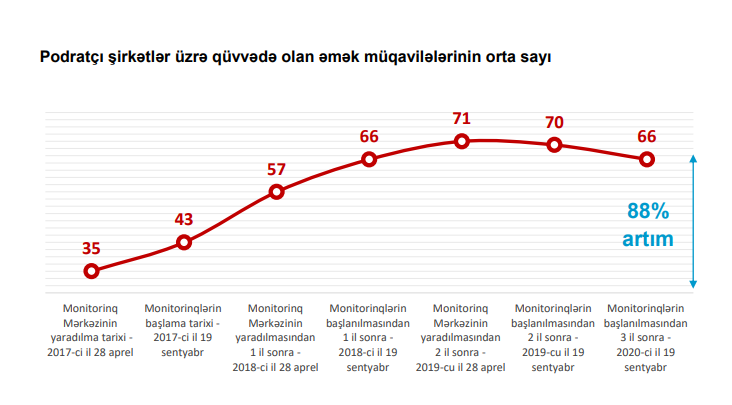 Podratçı şirkətlər üzrə qüvvədə olan əmək müqavilələrinin orta sayı
35
43
57
66
71
70
66
88%
artım
Monitorinq
Mərkəzinin
yaradılma tarixi -
2017-ci il 28 aprel
Monitorinqlərin
başlama tarixi -
2017-ci il 19
sentyabr
Monitorinq
Mərkəzinin
yaradılmasından
1 il sonra -
2018-ci il 28 aprel
Monitorinqlərin
başlanılmasından
1 il sonra -
2018-ci il 19
sentyabr
Monitorinq
Mərkəzinin
yaradılmasından
2 il sonra -
2019-cu il 28 aprel
Monitorinqlərin
başlanılmasından
2 il sonra -
2019-cu il 19
sentyabr
Monitorinqlərin
başlanılmasından
3 il sonra -
2020-ci il 19
sentyabr